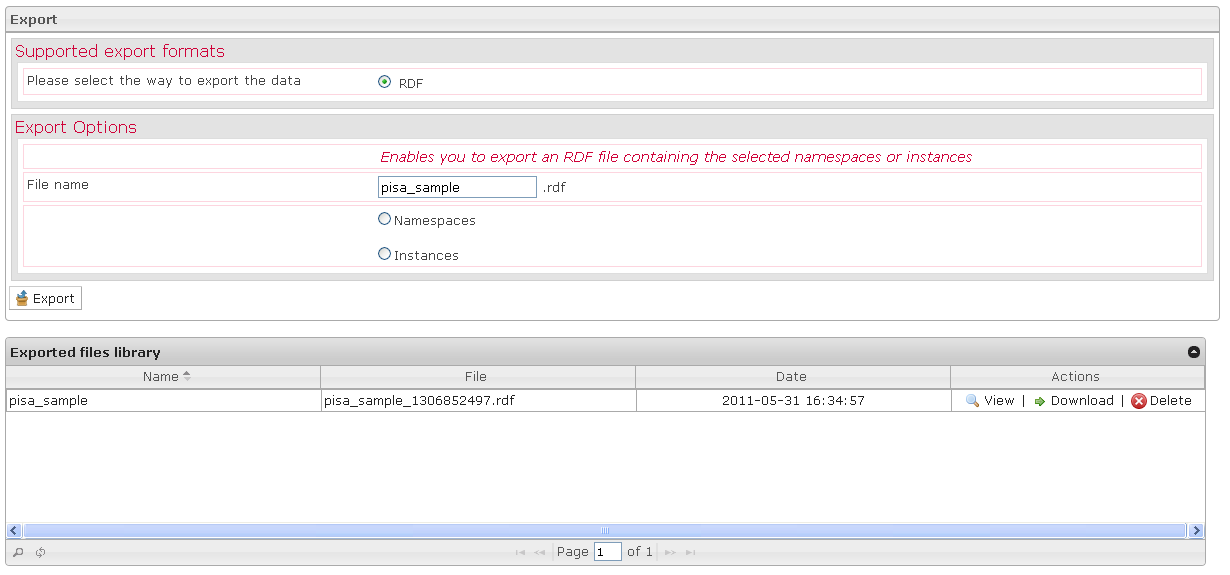 Export
Supported export formats
Please select the way to export the data RDF
Export Options
Enables you to export an RDF file containing the selected namespaces or instances
File name pisa_sample .rdf
Namespaces
Instances
Export
Exported files library
Name File Date Actions
pisa_sample pisa_sample_1306852497.rdf 2011-05-31 16:34:57 View | Download | Delete
Page 1 of 1